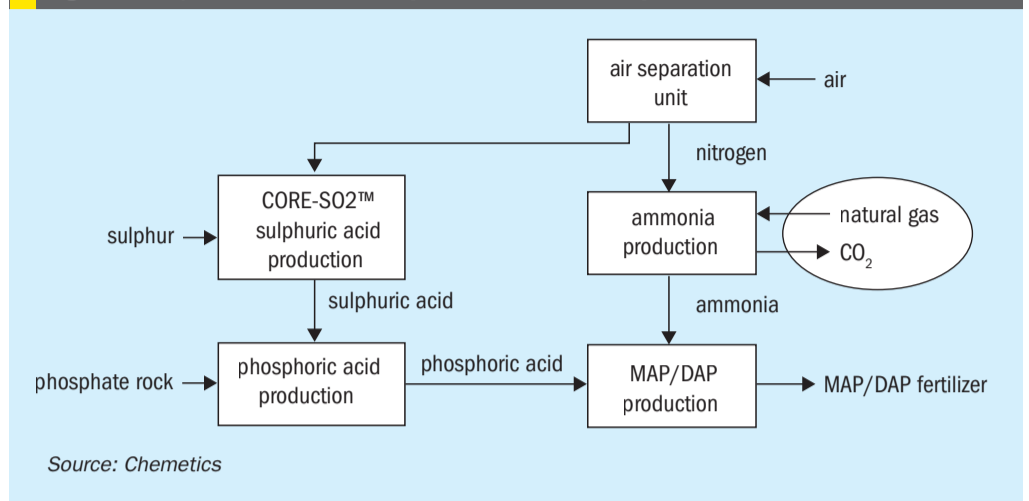 air separation
unit
air
nitrogen
CORE-SO2™
sulphuric acid
production
sulphur
ammonia
production
natural gas
CO₂
sulphuric acid
ammonia
phosphate rock
phosphoric acid
production
phosphoric acid
MAP/DAP
production
MAP/DAP fertilizer
Source: Chemetics